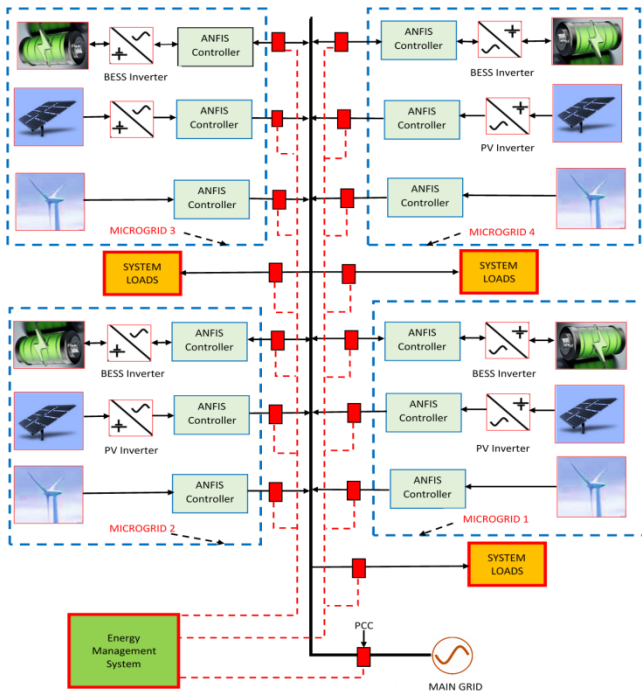 ANFIS
Controller
BESS Inverter
ANFIS
Controller
ANFIS
Controller
MICROGRID 3
ANFIS
Controller
BESS Inverter
ANFIS
Controller
PV Inverter
ANFIS
Controller
MICROGRID 4
SYSTEM
LOADS
SYSTEM
LOADS
ANFIS
Controller
BESS Inverter
ANFIS
Controller
PV Inverter
ANFIS
Controller
MICROGRID 2
ANFIS
Controller
BESS Inverter
ANFIS
Controller
PV Inverter
ANFIS
Controller
MICROGRID 1
SYSTEM
LOADS
Energy
Management
System
PCC
MAIN GRID